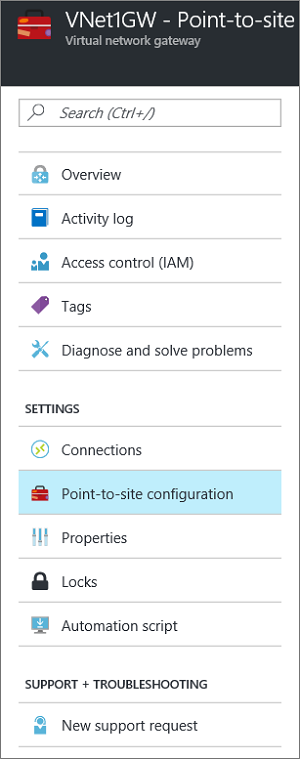 VNet1GW - Point-to-site
Virtual network gateway
Search (Ctrl+/)
Overview
Activity log
Access control (IAM)
Tags
Diagnose and solve problems
SETTINGS
Connections
Point-to-site configuration
Properties
Locks
Automation script
SUPPORT + TROUBLESHOOTING
New support request